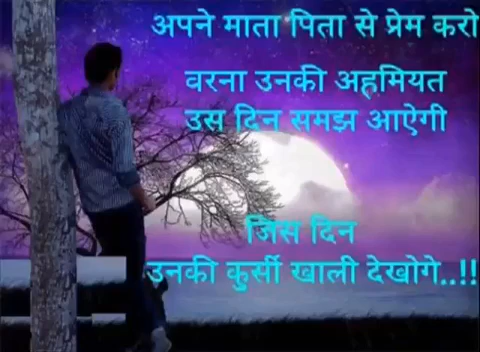 अपने माता पिता से प्रेम करो
वरना उनकी अहमियत
उस दिन समझ आऐगी
जिस दिन
उनकी कुर्सी खाली देखोगे..!!